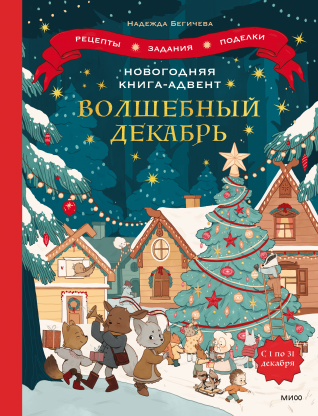 НАДЕЖДА БЕГИЧЕВА
РЕЦЕПТЫ ЗАДАНИЯ ПОДЕЛКИ
НОВОГОДНЯЯ
КНИГА-АДВЕНТ
ВОЛШЕБНЫЙ
ДЕКАБРЬ
С 1 по 31
декабря
МИФ